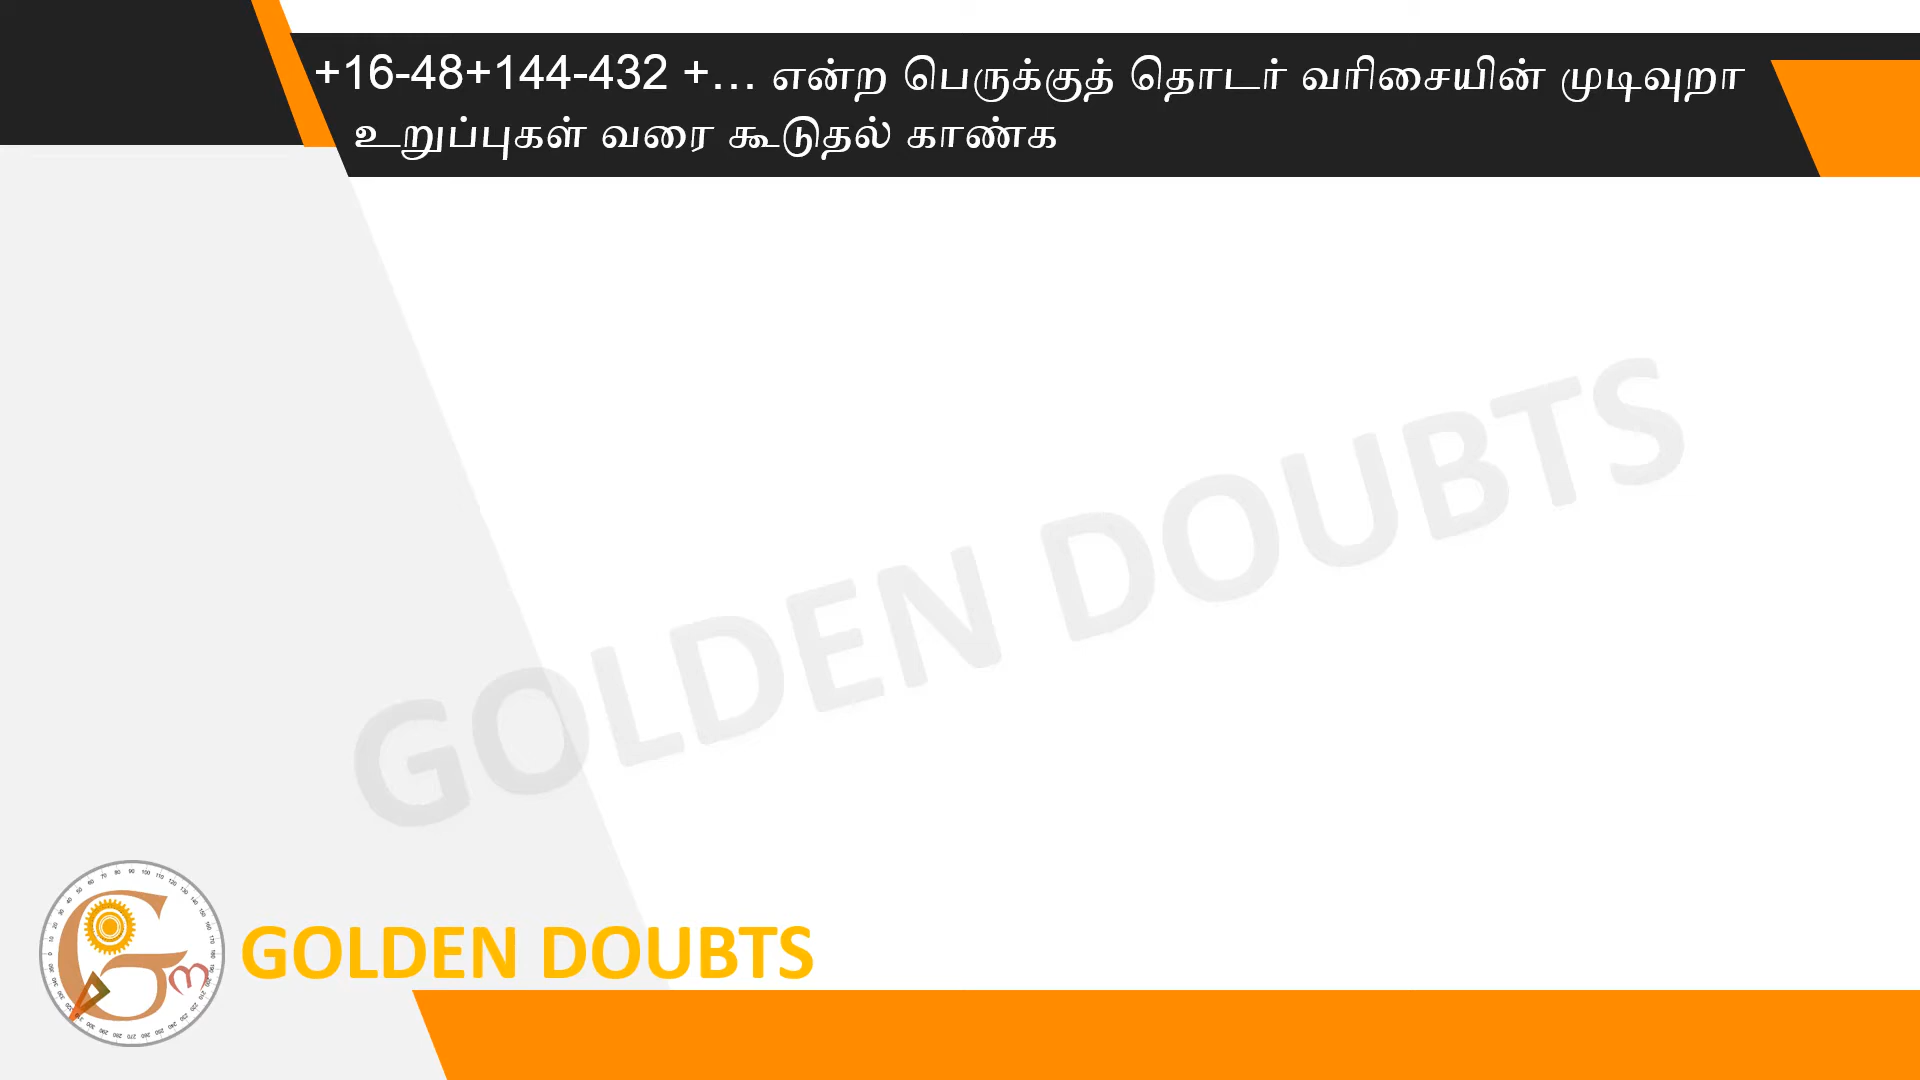 +16-48+144-432 +... என்ற பெருக்குத் தொடர் வரிசையின் முடிவுறா
உறுப்புகள் வரை கூடுதல் காண்க
GOLDEN DOUBTS
GOLDEN DOUBTS